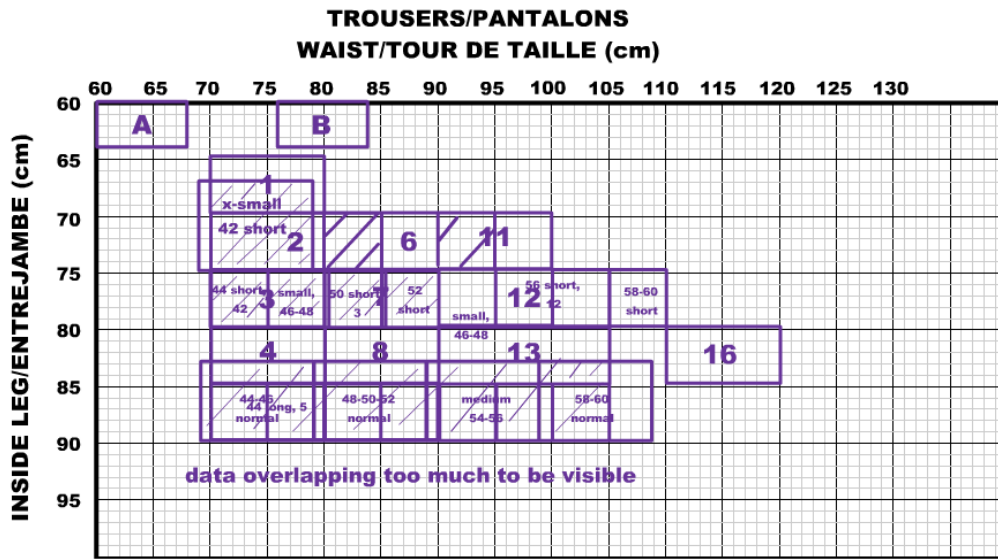 TROUSERS/PANTALONS
WAIST/TOUR DE TAILLE (cm)
60 65 70 75 80 85 90 95 100 105 110 115 120 125 130
INSIDE LEG/ENTREJAMBE (cm)
60
65
70
75
80
85
90
95
A B
1
x-small
42 short
2 6 11
44 short, 3 small, 50 short 52 56 short, 58-60
42 46-48 3 7 short 12 12 short
small,
46-48
4 8 13 16
44-46 48-50-52 medium 58-60
44 long, 5
normal normal 54-56 normal
data overlapping too much to be visible